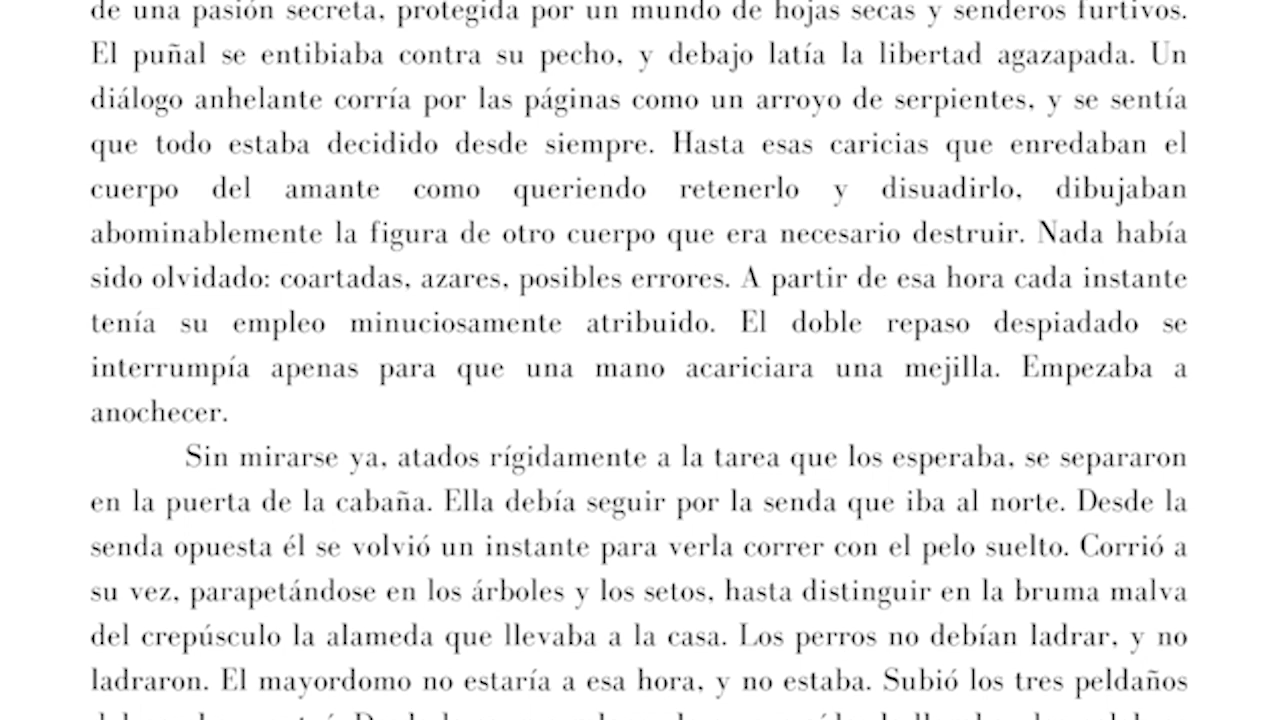 de una pasión secreta, protegida por un mundo de hojas secas y senderos furtivos.
El puñal se entibiaba contra su pecho, y debajo latía la libertad agazapada. Un
diálogo anhelante corría por las páginas como un arroyo de serpientes, y se sentía
que todo estaba decidido desde siempre. Hasta esas caricias que enredaban el
cuerpo del amante como queriendo retenerlo y disuadirlo, dibujaban
abominablemente la figura de otro cuerpo que era necesario destruir. Nada había
sido olvidado: coartadas, azares, posibles errores. A partir de esa hora cada instante
tenía su empleo minuciosamente atribuido. El doble repaso despiadado se
interrumpía apenas para que una mano acariciara una mejilla. Empezaba a
anochecer.
Sin mirarse ya, atados rígidamente a la tarea que los esperaba, se separaron
en la puerta de la cabaña. Ella debía seguir por la senda que iba al norte. Desde la
senda opuesta él se volvió un instante para verla correr con el pelo suelto. Corrió a
su vez, parapetándose en los árboles y los setos, hasta distinguir en la bruma malva
del crepúsculo la alameda que llevaba a la casa. Los perros no debían ladrar, y no
ladraron. El mayordomo no estaría a esa hora, y no estaba. Subió los tres peldaños